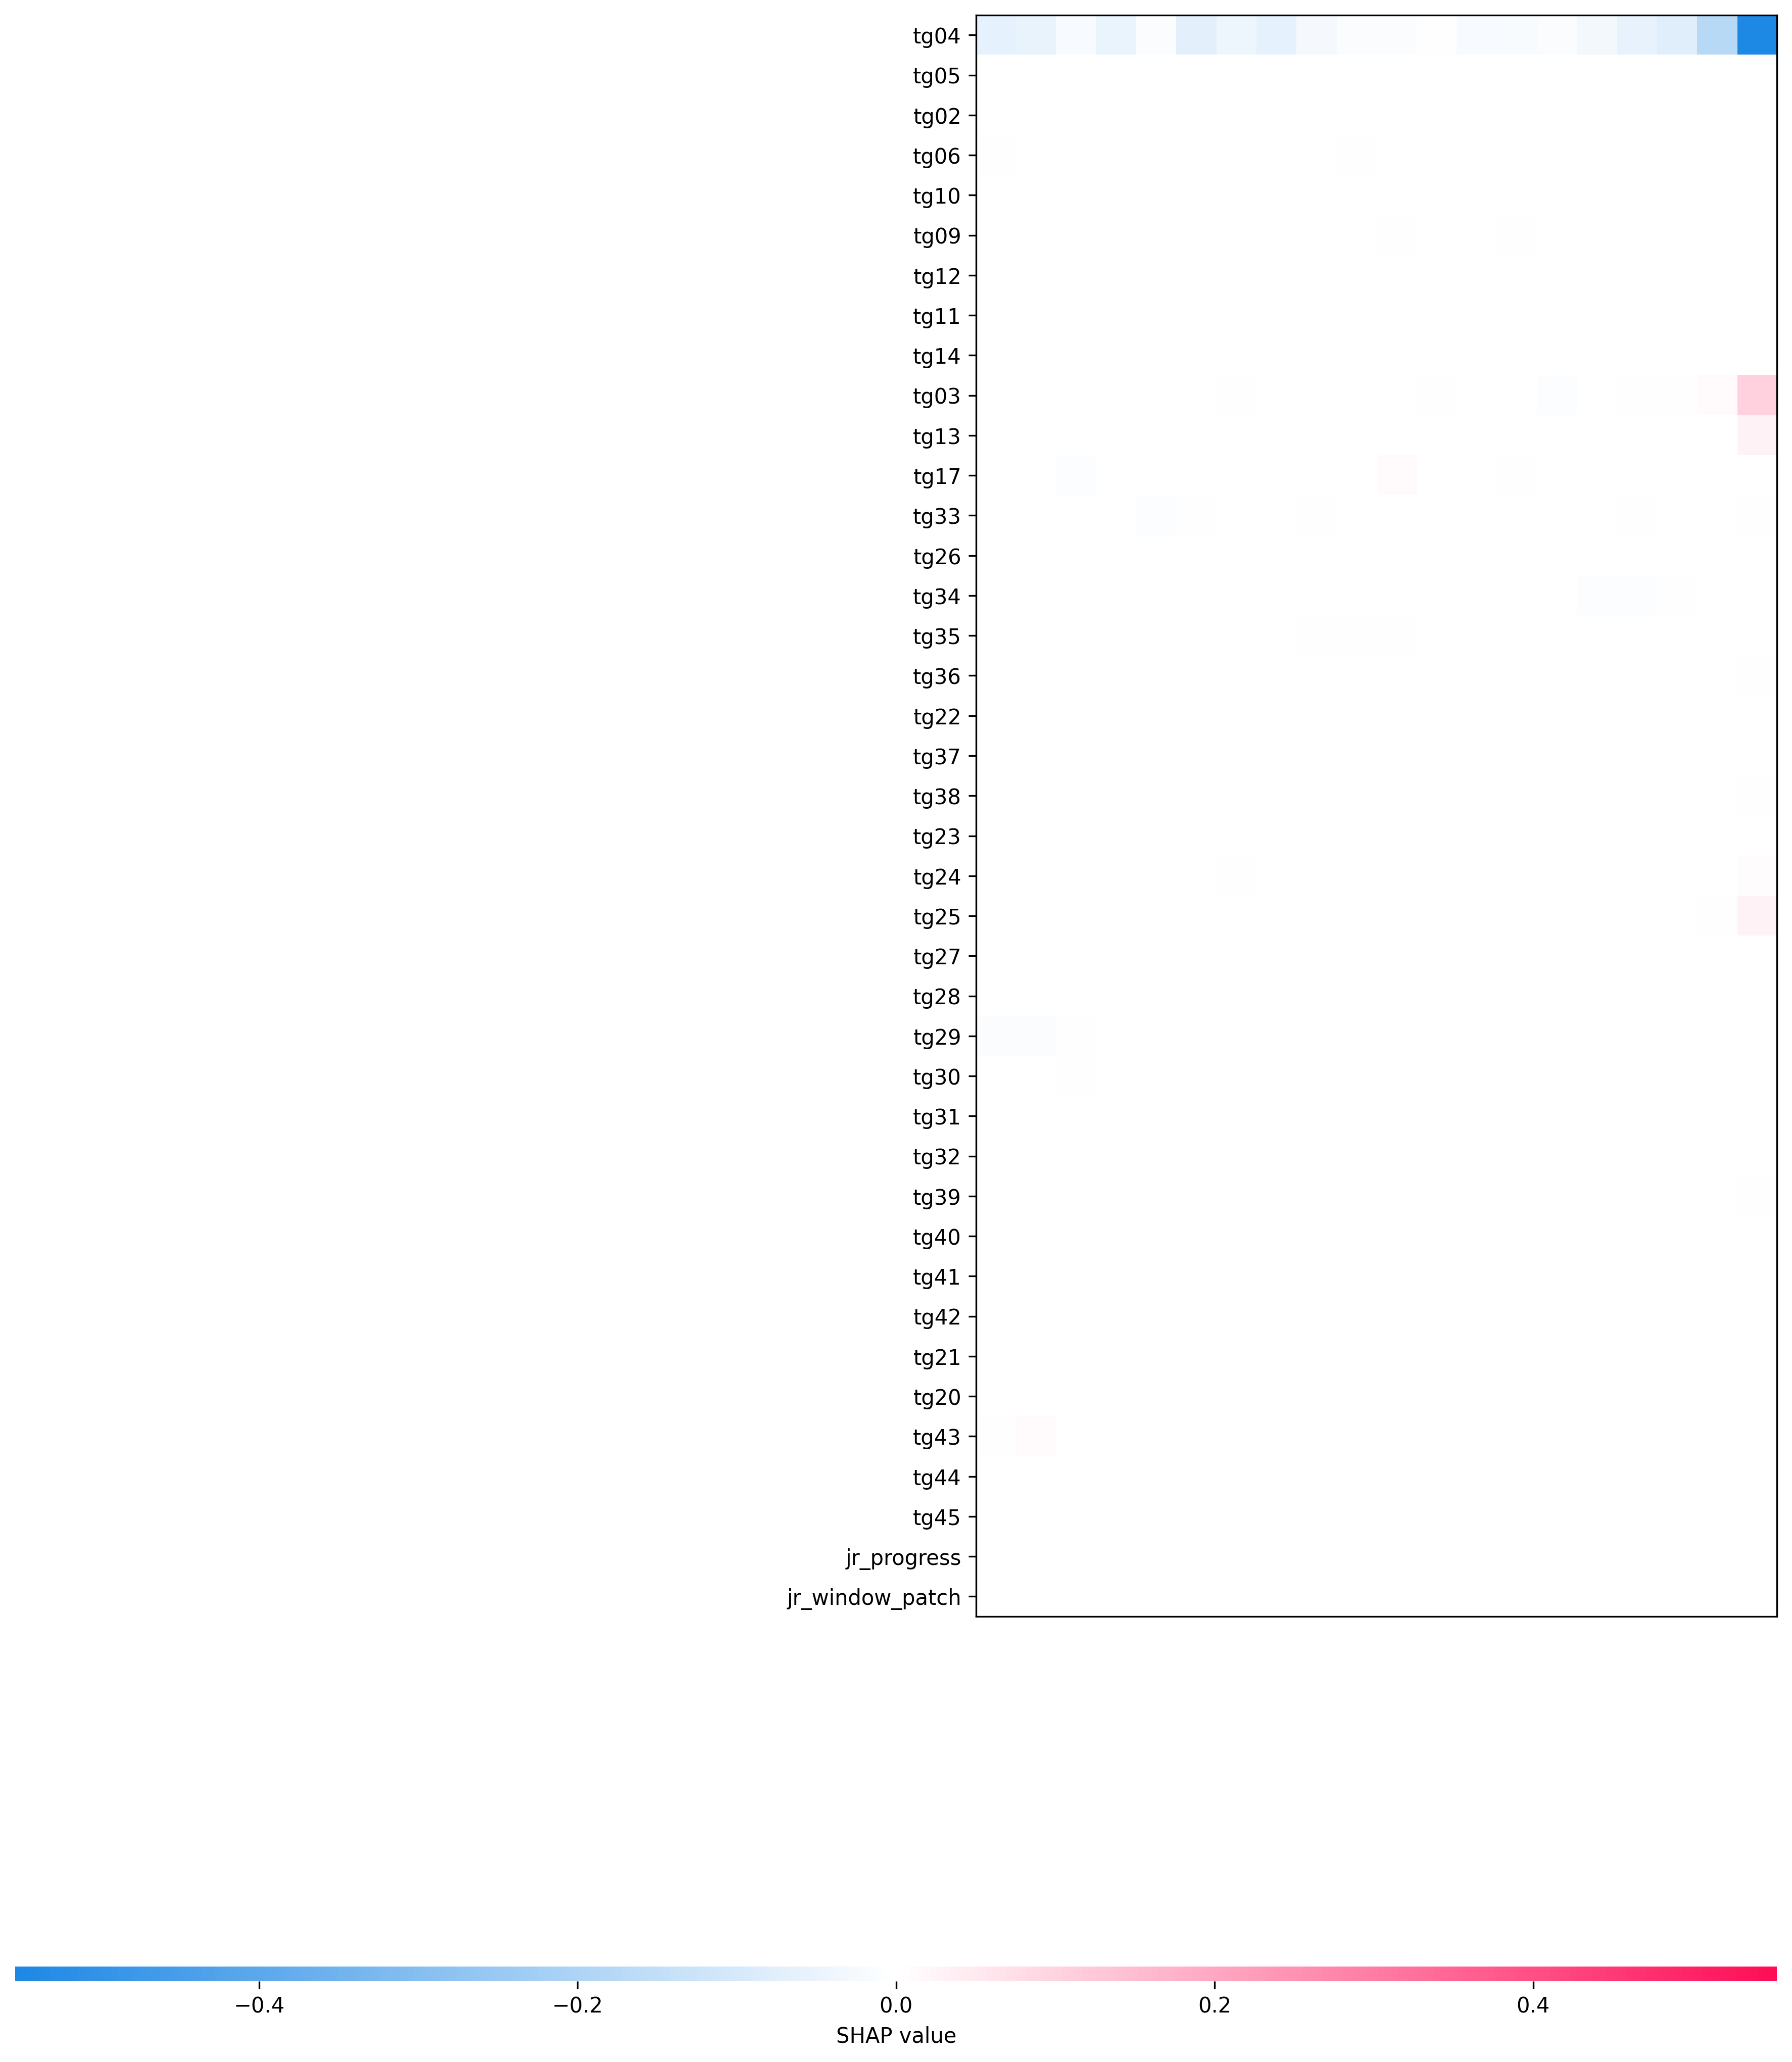 tg04
tg05
tg02
tg06
tg10
tg09
tg12
tg11
tg14
tg03
tg13
tg17
tg33
tg26
tg34
tg35
tg36
tg22
tg37
tg38
tg23
tg24
tg25
tg27
tg28
tg29
tg30
tg31
tg32
tg39
tg40
tg41
tg42
tg21
tg20
tg43
tg44
tg45
jr_progress
jr_window_patch
−0.4 −0.2 0.0 0.2 0.4
SHAP value